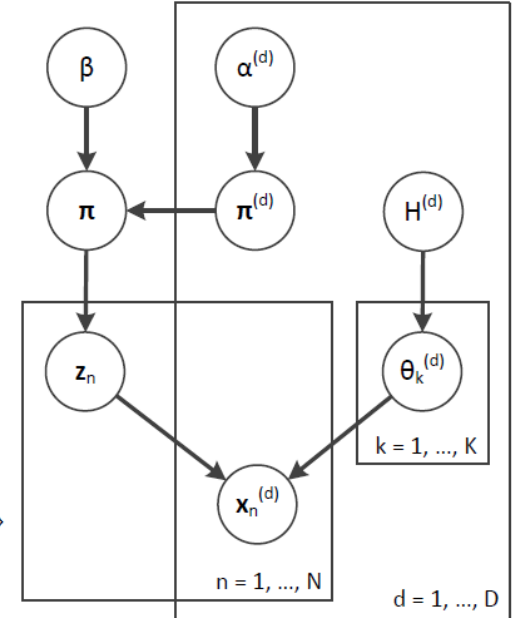 β
α(d)
π
π(d)
H(d)
zn
θk(d)
k = 1, ..., K
xn(d)
n = 1, ..., N
d = 1, ..., D